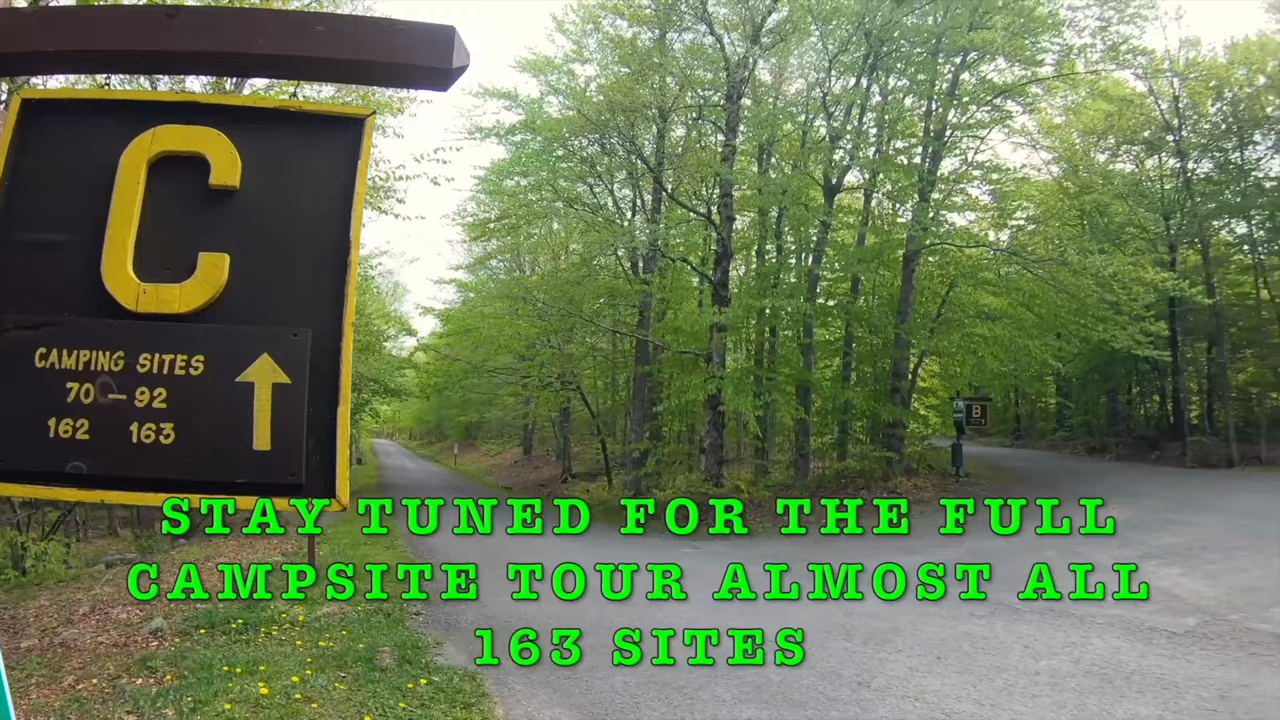 C
CAMPING SITES
70 - 92
162 163
B
STAY TUNED FOR THE FULL
CAMPSITE TOUR ALMOST ALL
163 SITES